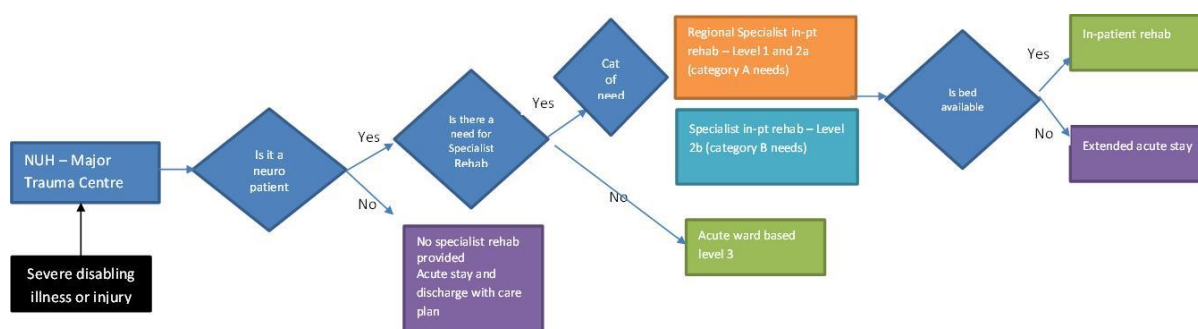 Severe disabling
illness or injury
NUH – Major
Trauma Centre
Is it a
neuro
patient
Yes
No
No specialist rehab
provided
Acute stay and
discharge with care
plan
Is there a
need for
Specialist
Rehab
Yes
No
Acute ward based
level 3
Cat
of
need
Regional Specialist in-pt
rehab – Level 1 and 2a
(category A needs)
Specialist in-pt rehab – Level
2b (category B needs)
Is bed
available
Yes
No
In-patient rehab
Extended acute stay